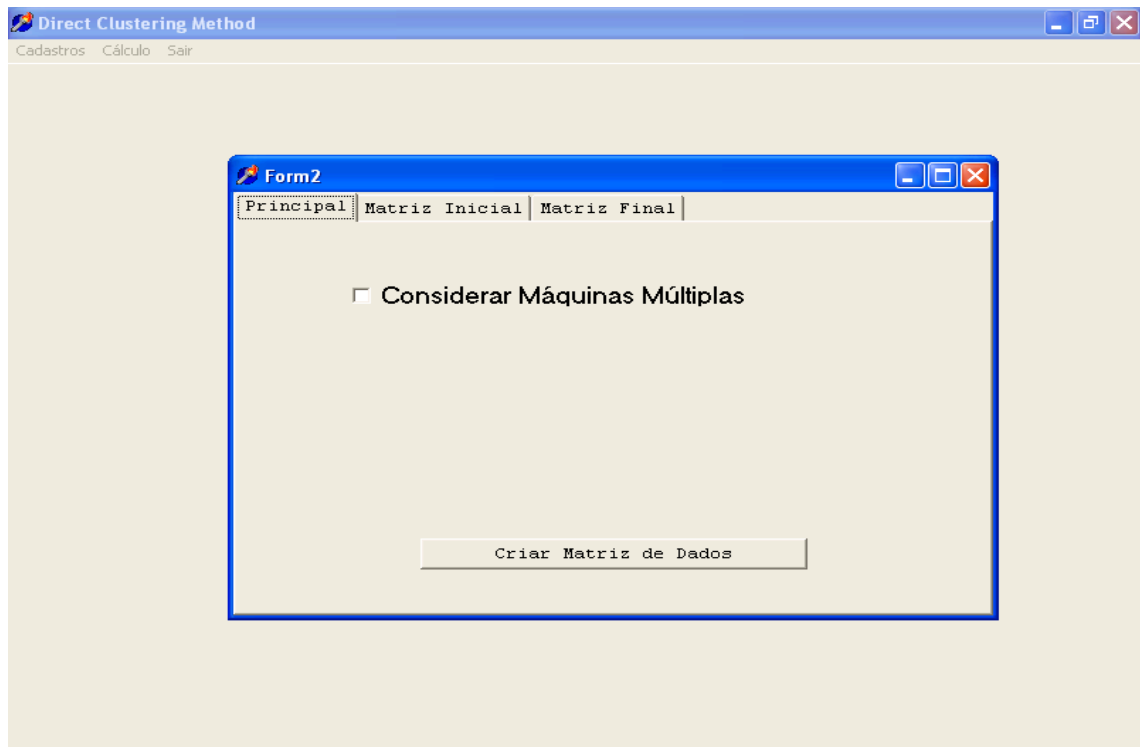 Direct Clustering Method
Cadastros Cálculo Sair
Form2
Principal Matriz Inicial Matriz Final
Considerar Máquinas Múltiplas
Criar Matriz de Dados